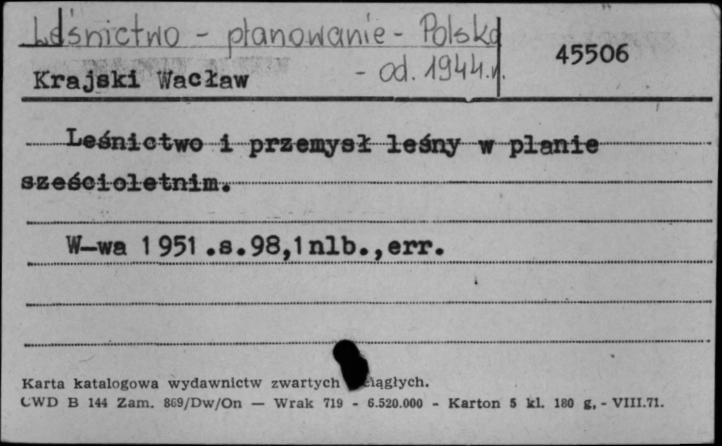 Leśnictwo - planowanie - Polska
- od. 1944.r.
45506
Krajski Wacław
Leśnictwo i przemysł leśny w planie
sześcioletnim.
W-wa 1951.s.98,1nlb.,err.
Karta katalogowa wydawnictw zwartych ciągłych.
CWD B 144 Zam. 869/Dw/On — Wrak 719 - 6.520.000 - Karton 5 kl. 180 g. - VIII.71.